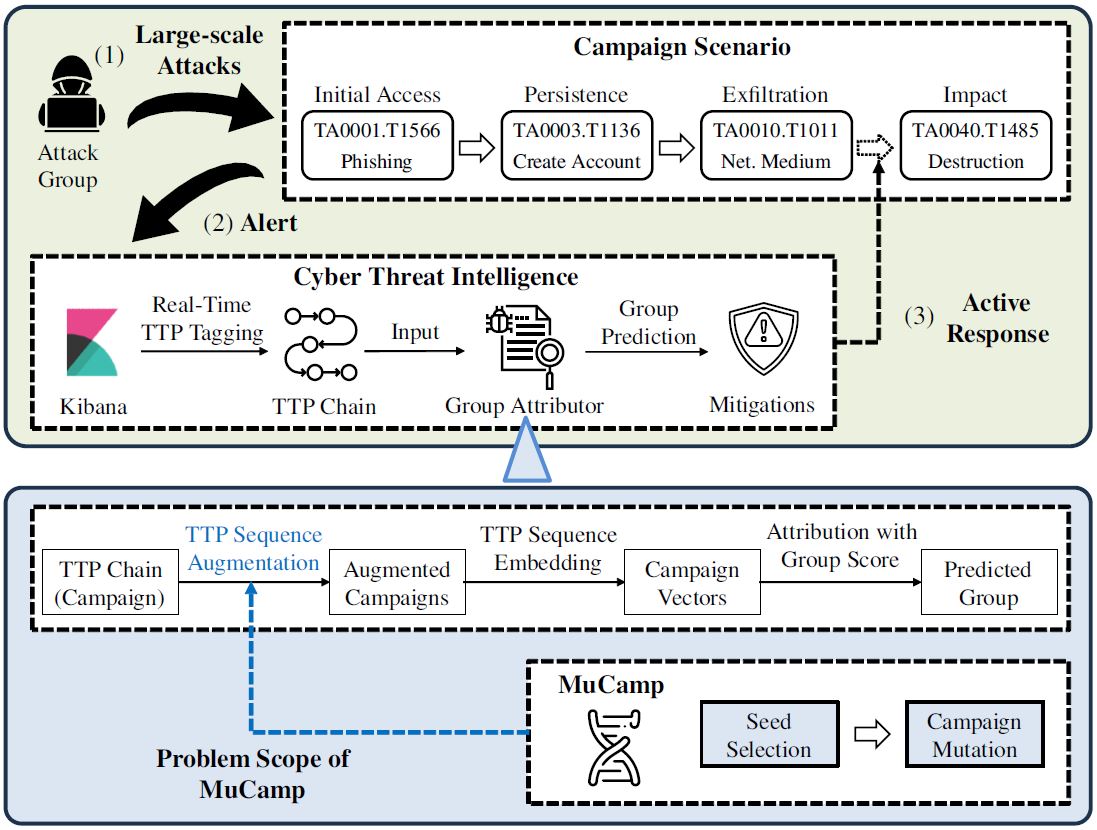 (1)
Large-scale
Attacks
Attack
Group
Campaign Scenario
Initial Access
Persistence
Exfiltration
Impact
TA0001.T1566
Phishing
TA0003.T1136
Create Account
TA0010.T1011
Net. Medium
TA0040.T1485
Destruction
(2) Alert
Cyber Threat Intelligence
Kibana
Real-Time
TTP Tagging
TTP Chain
Input
Group Attributor
Group
Prediction
Mitigations
(3)
Active
Response
TTP Chain
(Campaign)
TTP Sequence
Augmentation
Augmented
Campaigns
TTP Sequence
Embedding
Campaign
Vectors
Attribution with
Group Score
Predicted
Group
MuCamp
Seed
Selection
Campaign
Mutation
Problem Scope of
MuCamp